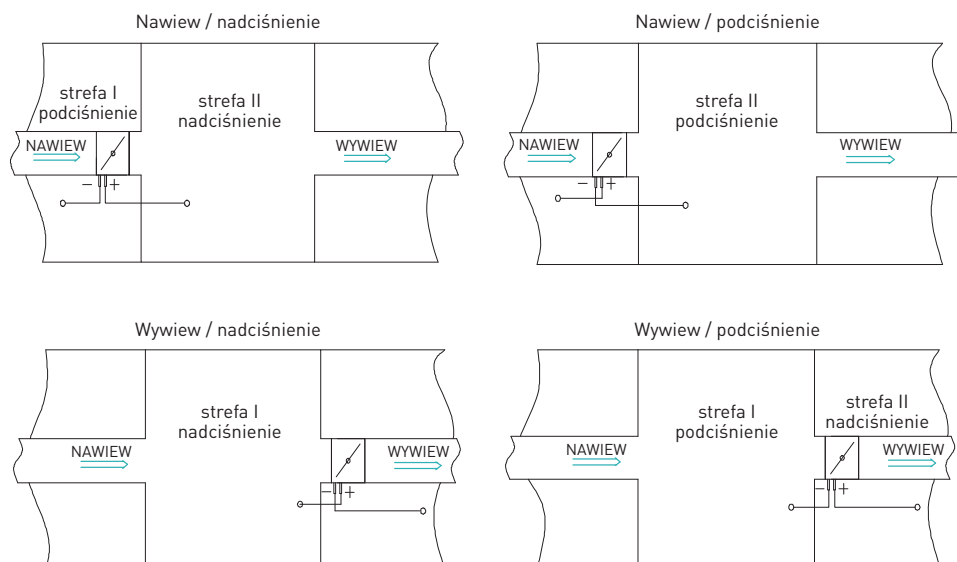 Nawiew / nadciśnienie
strefa I
podciśnienie
strefa II
nadciśnienie
NAWIEW
WYWIEW
– +
Nawiew / podciśnienie
strefa II
podciśnienie
NAWIEW
WYWIEW
– +
Wywiew / nadciśnienie
strefa I
nadciśnienie
NAWIEW
WYWIEW
– +
Wywiew / podciśnienie
strefa I
podciśnienie
strefa II
nadciśnienie
NAWIEW
WYWIEW
– +